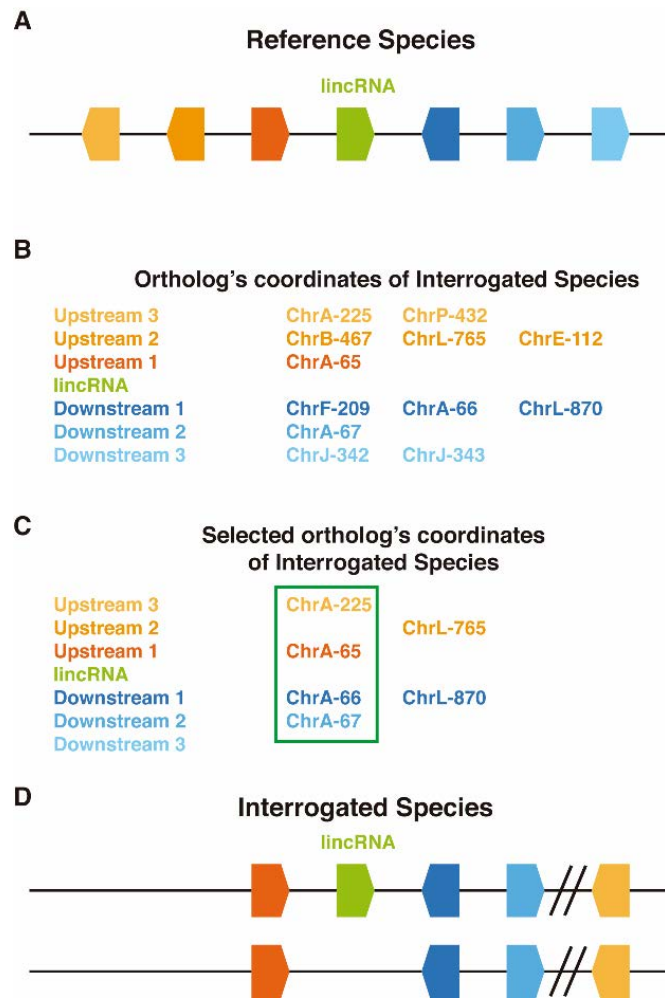 A
Reference Species
lincRNA
B
Ortholog's coordinates of Interrogated Species
Upstream 3 ChrA-225 ChrP-432
Upstream 2 ChrB-467 ChrL-765 ChrE-112
Upstream 1 ChrA-65
lincRNA
Downstream 1 ChrF-209 ChrA-66 ChrL-870
Downstream 2 ChrA-67
Downstream 3 ChrJ-342 ChrJ-343
C
Selected ortholog's coordinates
of Interrogated Species
Upstream 3 ChrA-225
Upstream 2 ChrL-765
Upstream 1 ChrA-65
lincRNA
Downstream 1 ChrA-66 ChrL-870
Downstream 2 ChrA-67
Downstream 3
D
Interrogated Species
lincRNA